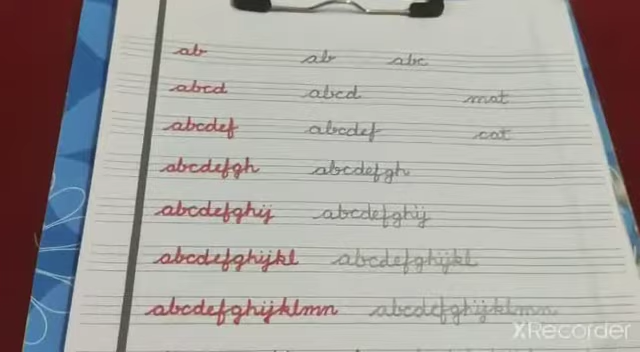 ab ab abc
abcd abcd mat
abcdef abcdef cat
abcdefgh abcdefgh
abcdefghij abcdefghij
abcdefghijkl abcdefghijkl
abcdefghijklmn abcdefghijklmn
XRecorder